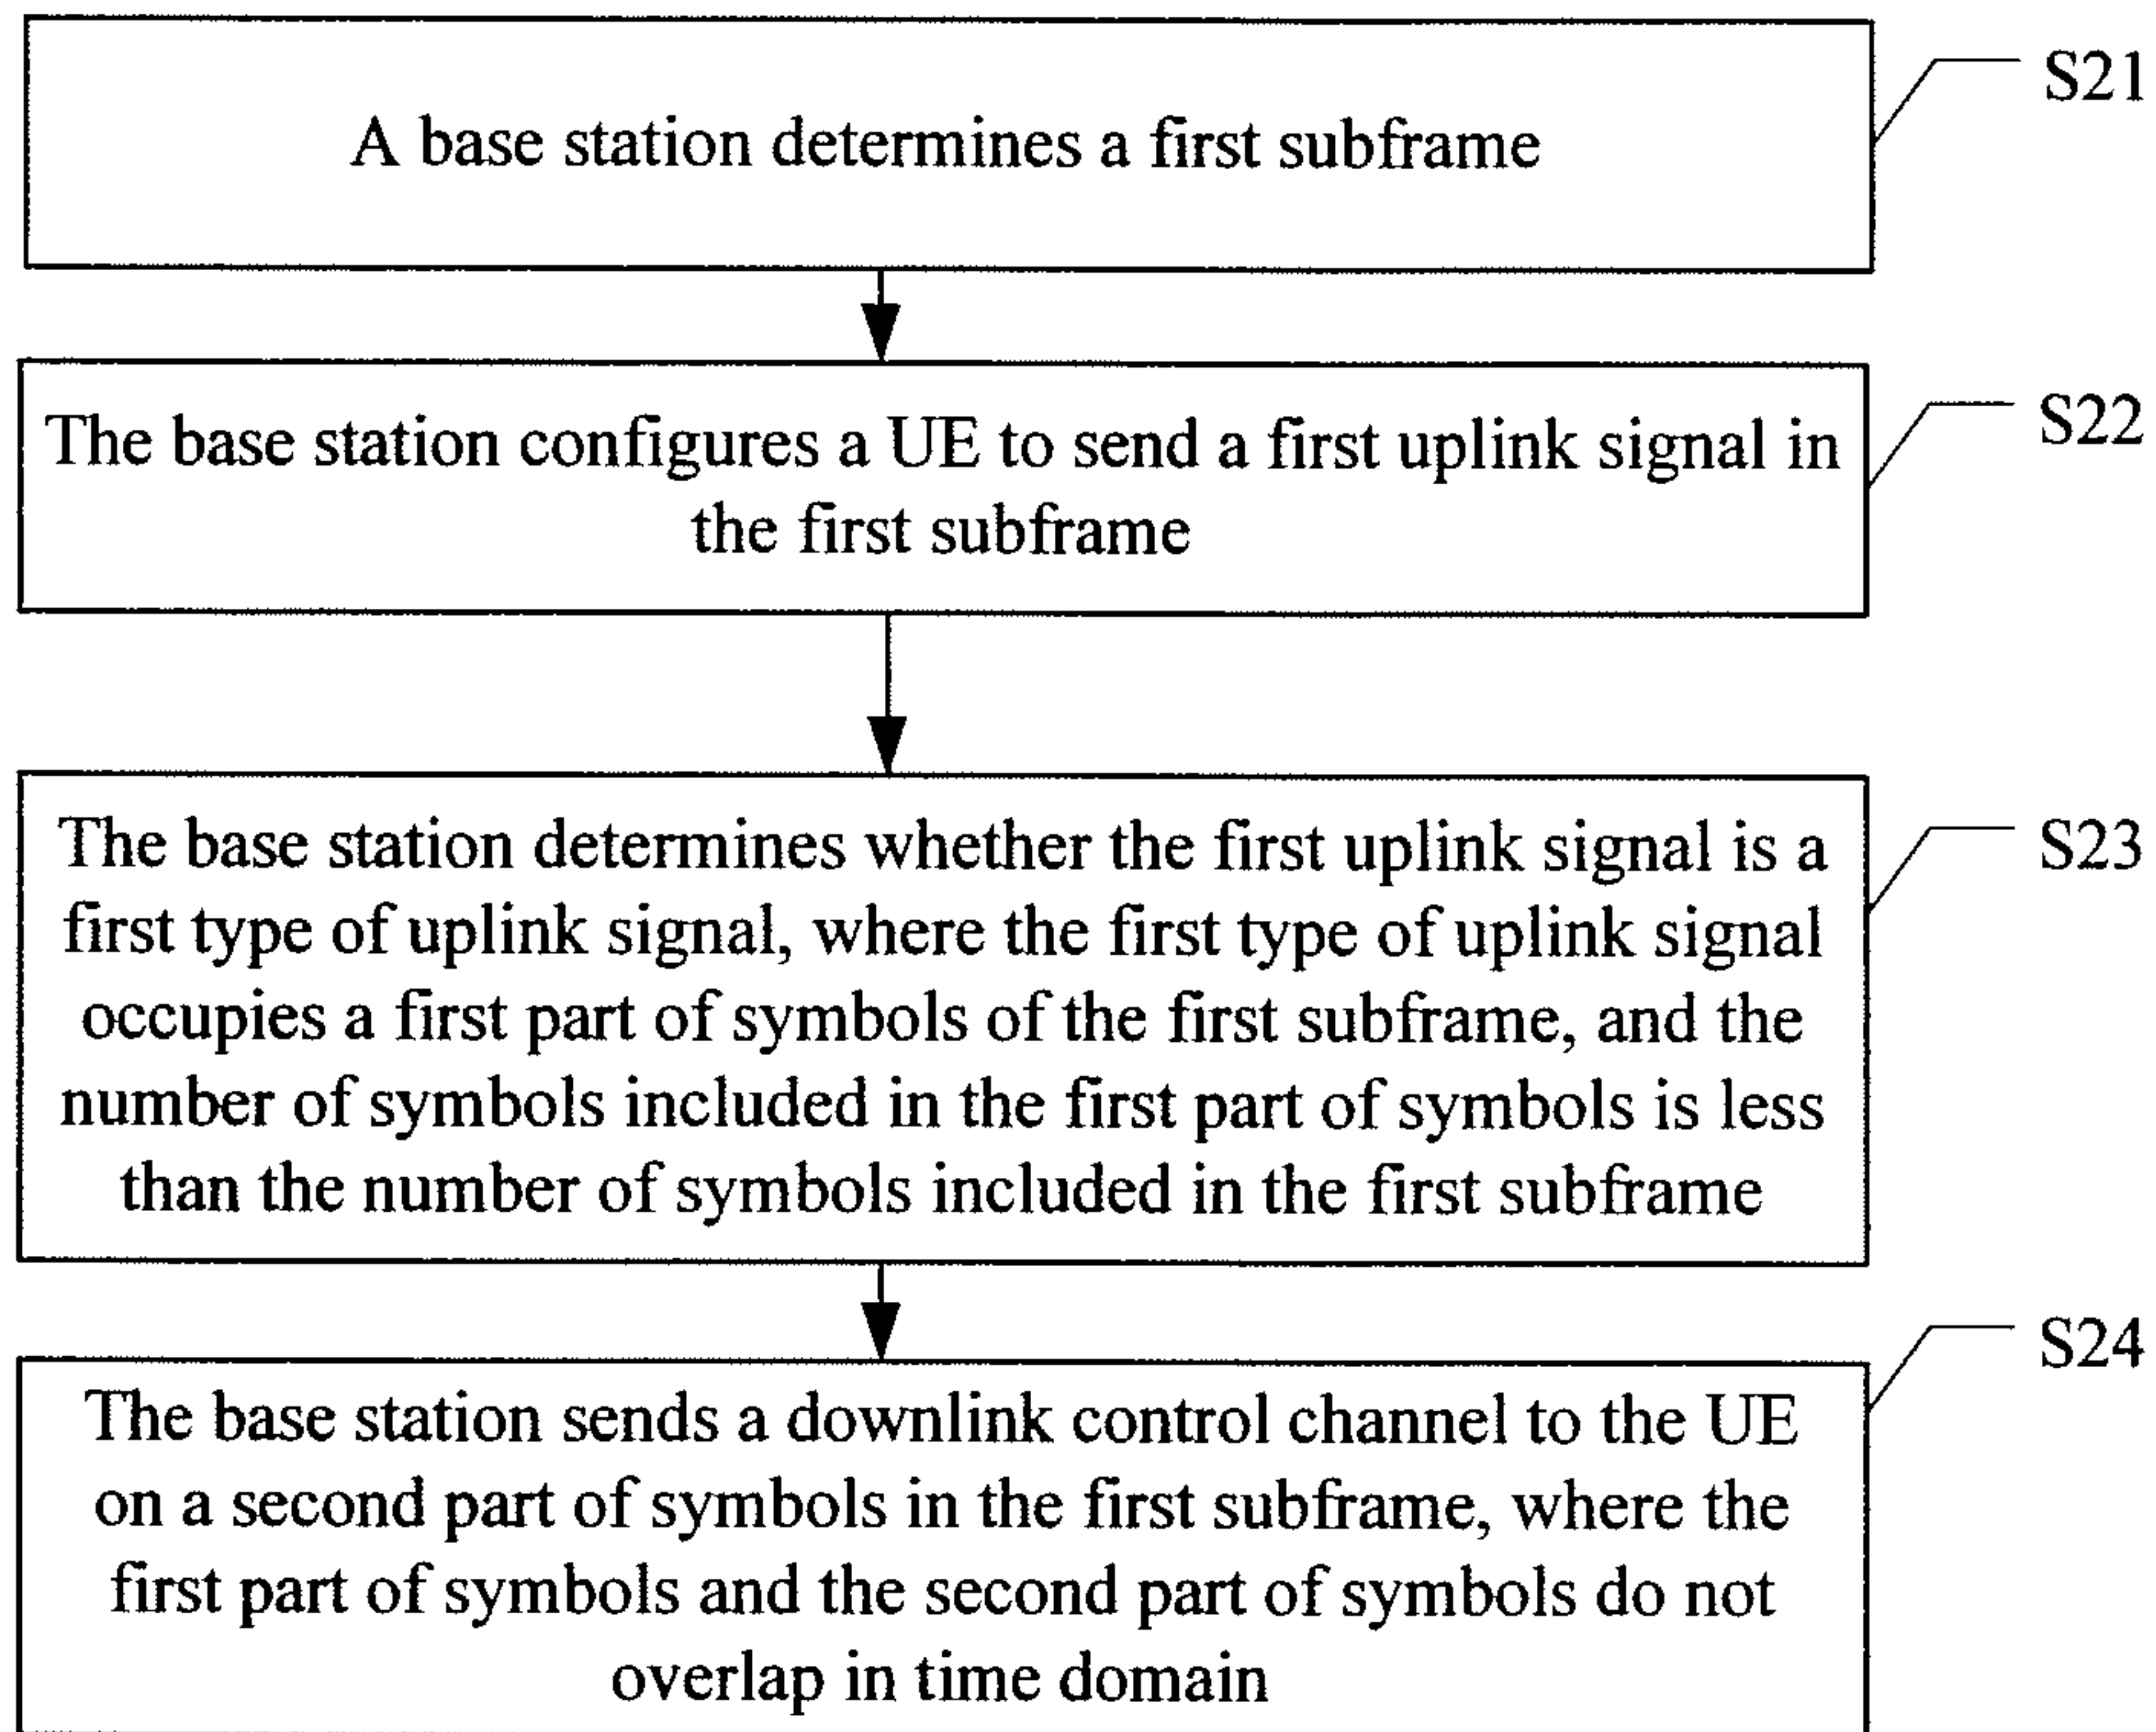 A base station determines a first subframe
S21
The base station configures a UE to send a first uplink signal in
the first subframe
S22
The base station determines whether the first uplink signal is a
first type of uplink signal, where the first type of uplink signal
occupies a first part of symbols of the first subframe, and the
number of symbols included in the first part of symbols is less
than the number of symbols included in the first subframe
S23
The base station sends a downlink control channel to the UE
on a second part of symbols in the first subframe, where the
first part of symbols and the second part of symbols do not
overlap in time domain
S24